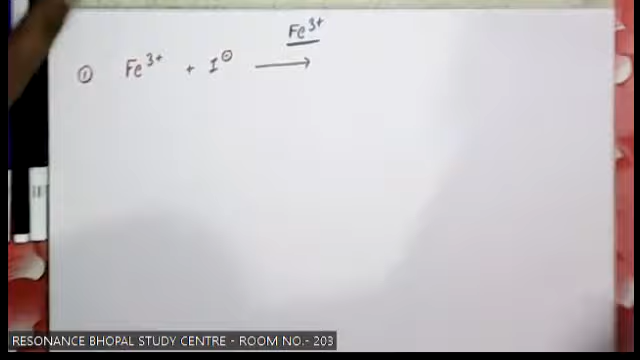 Fe³⁺
① Fe³⁺ + I⊖ ⟶
RESONANCE BHOPAL STUDY CENTRE - ROOM NO.- 203